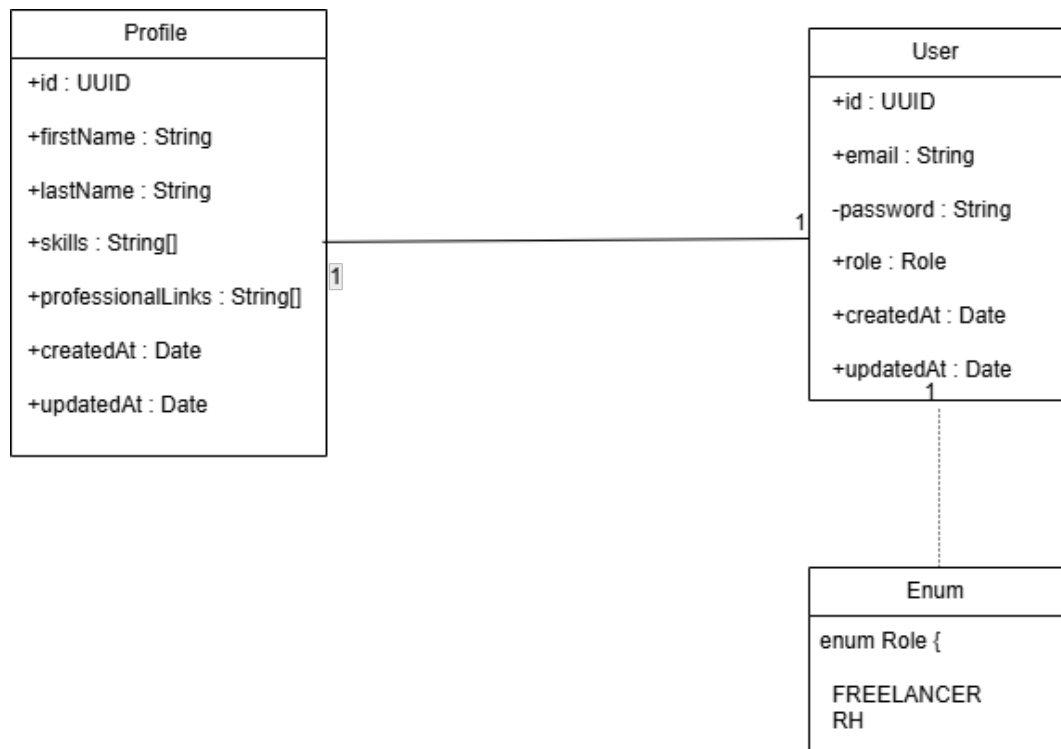 Profile
+id : UUID
+firstName : String
+lastName : String
+skills : String[]
+professionalLinks : String[]
+createdAt : Date
+updatedAt : Date
1
1
User
+id : UUID
+email : String
-password : String
+role : Role
+createdAt : Date
+updatedAt : Date
1
Enum
enum Role {
FREELANCER
RH